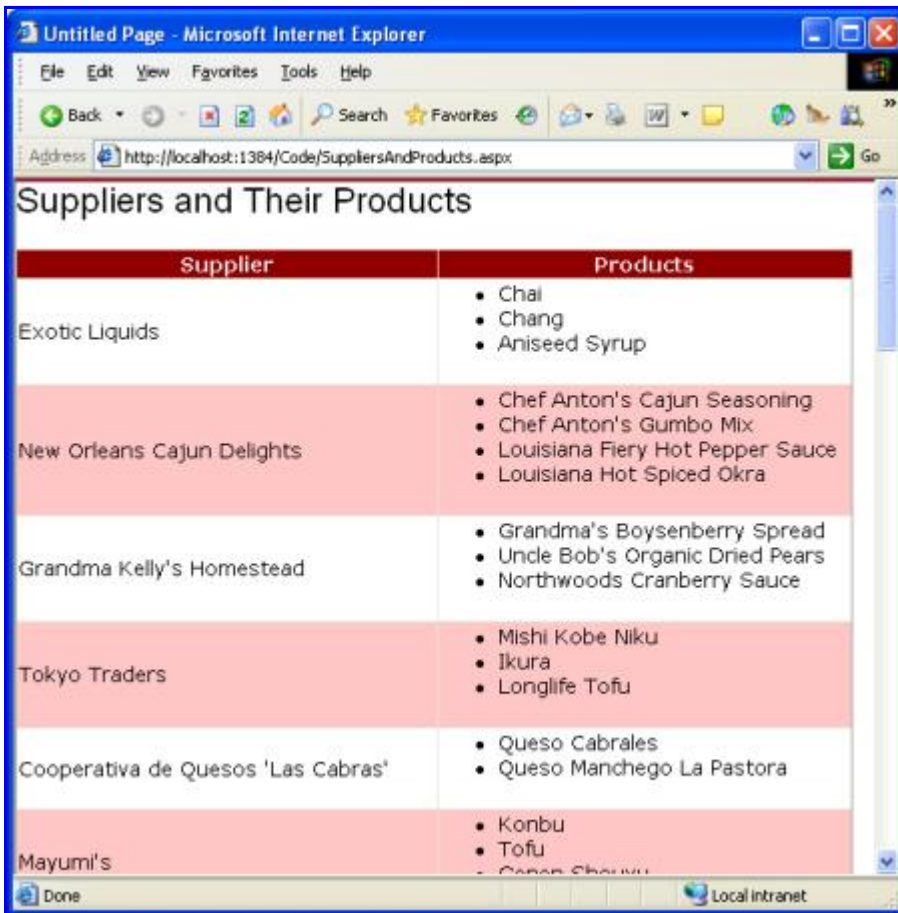 Untitled Page - Microsoft Internet Explorer
File Edit View Favorites Tools Help
Back Search Favorites
Address http://localhost:1384/Code/SuppliersAndProducts.aspx Go
Suppliers and Their Products
Supplier Products
Exotic Liquids
Chai
Chang
Aniseed Syrup
New Orleans Cajun Delights
Chef Anton's Cajun Seasoning
Chef Anton's Gumbo Mix
Louisiana Fiery Hot Pepper Sauce
Louisiana Hot Spiced Okra
Grandma Kelly's Homestead
Grandma's Boysenberry Spread
Uncle Bob's Organic Dried Pears
Northwoods Cranberry Sauce
Tokyo Traders
Mishi Kobe Niku
Ikura
Longlife Tofu
Cooperativa de Quesos 'Las Cabras'
Queso Cabrales
Queso Manchego La Pastora
Mayumi's
Konbu
Tofu
Done Local intranet